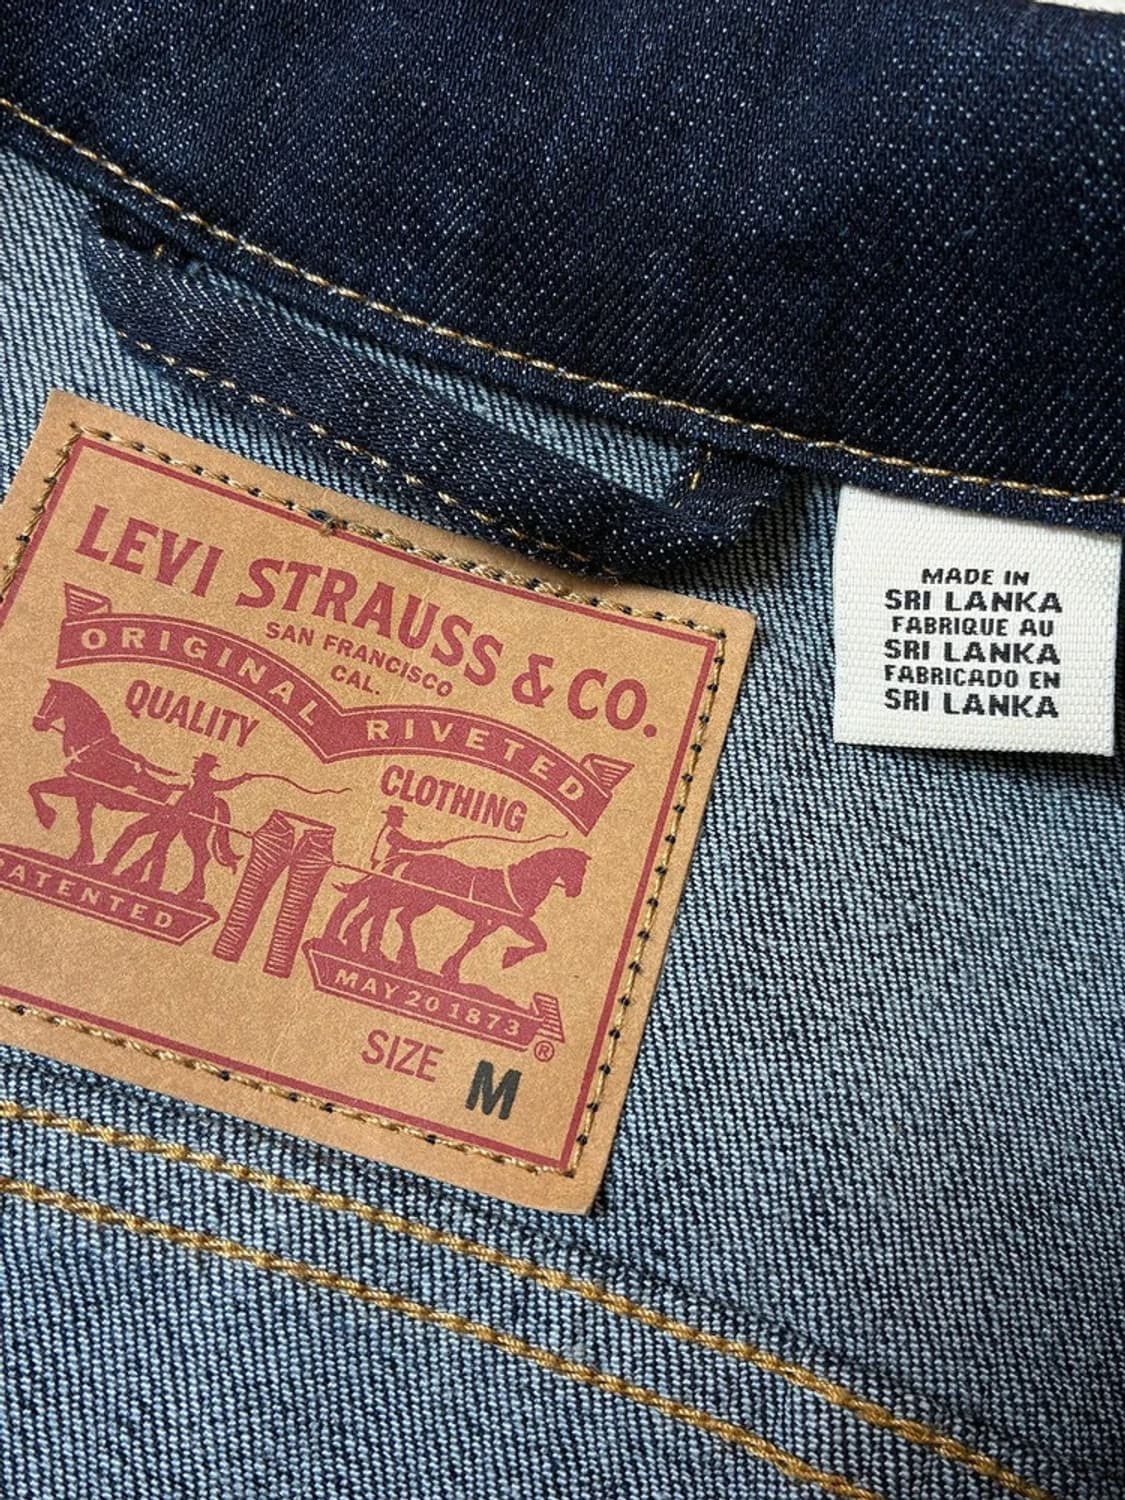 LEVI STRAUSS & CO.
SAN FRANCISCO
CAL.
ORIGINAL RIVETED
QUALITY
CLOTHING
ATENTED
MAY 20 1873
®
SIZE M
MADE IN
SRI LANKA
FABRIQUE AU
SRI LANKA
FABRICADO EN
SRI LANKA